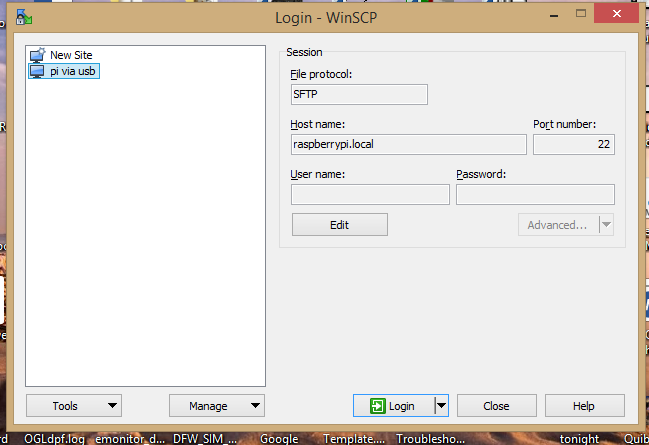 Login - WinSCP
New Site
pi via usb
Session
File protocol:
SFTP
Host name:
Port number:
raspberrypi.local
22
User name:
Password:
Edit
Advanced...
Tools
Manage
Login
Close
Help
OGLdpf.log
emonitor_d...
DFW_SIM_...
Google
Template....
Troublesho...
tonight